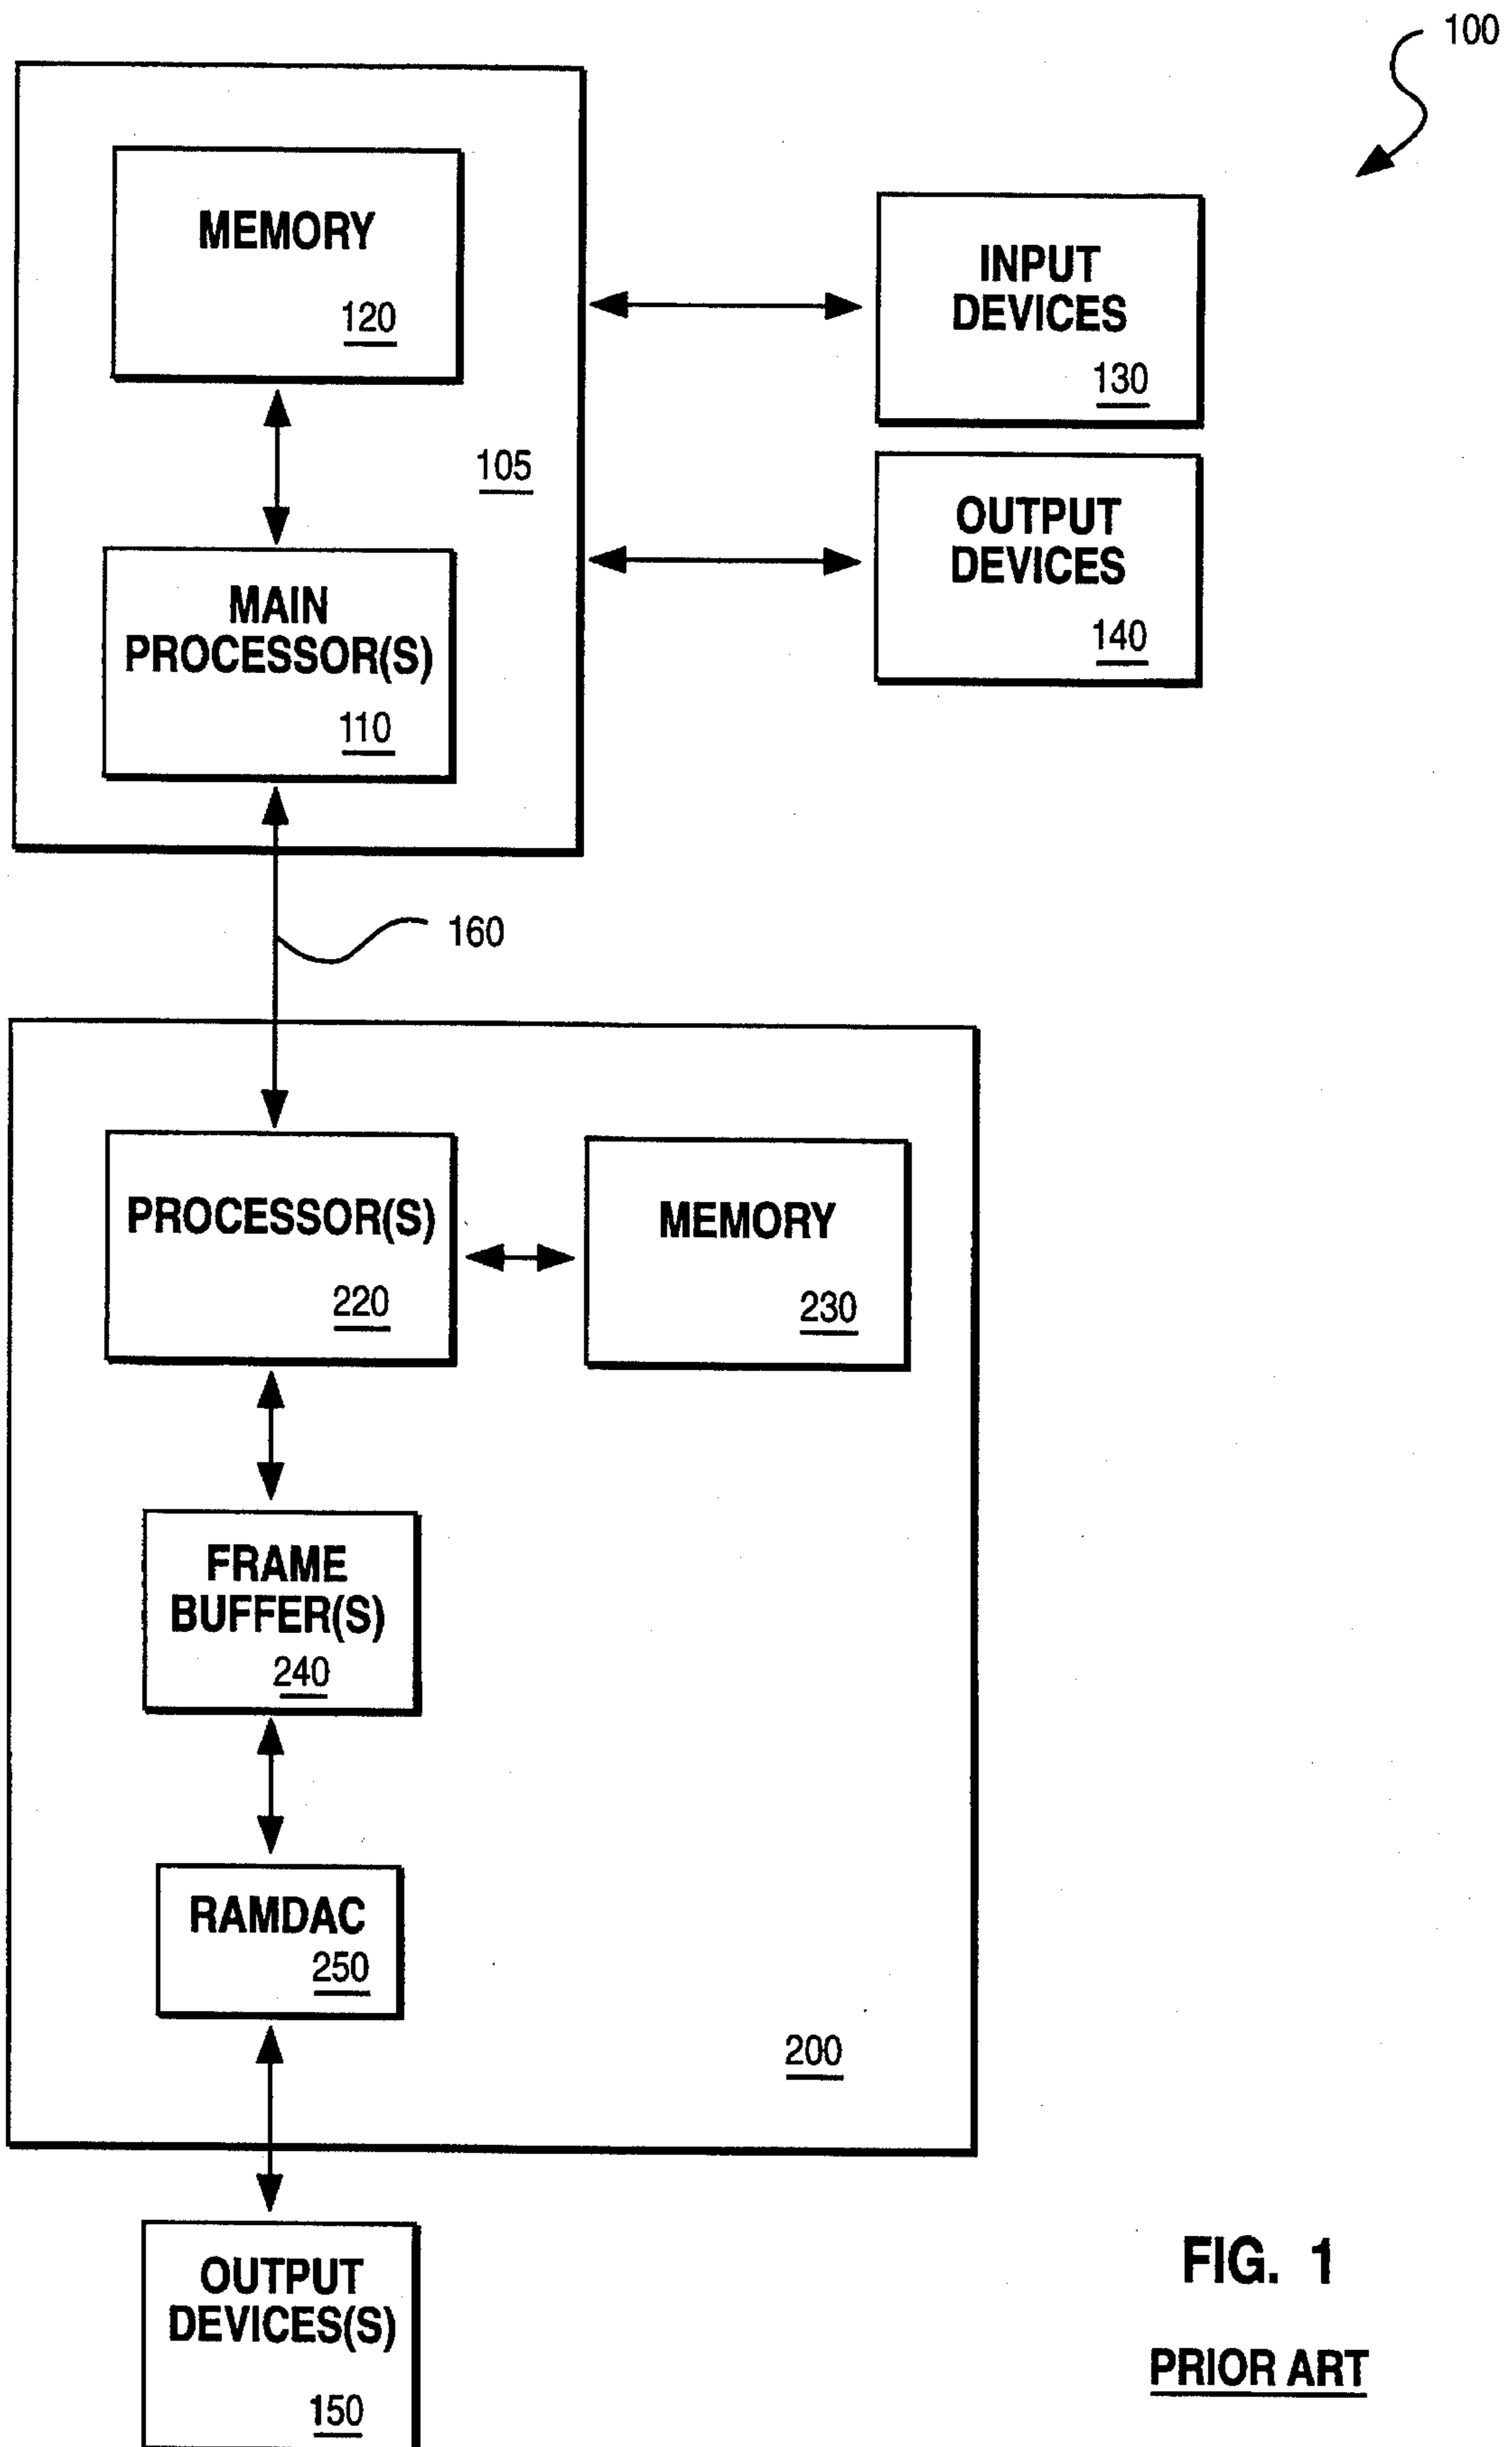 100
MEMORY
120
INPUT
DEVICES
130
105
OUTPUT
DEVICES
140
MAIN
PROCESSOR(S)
110
160
PROCESSOR(S)
220
MEMORY
230
FRAME
BUFFER(S)
240
RAMDAC
250
200
OUTPUT
DEVICES(S)
150
FIG. 1
PRIOR ART